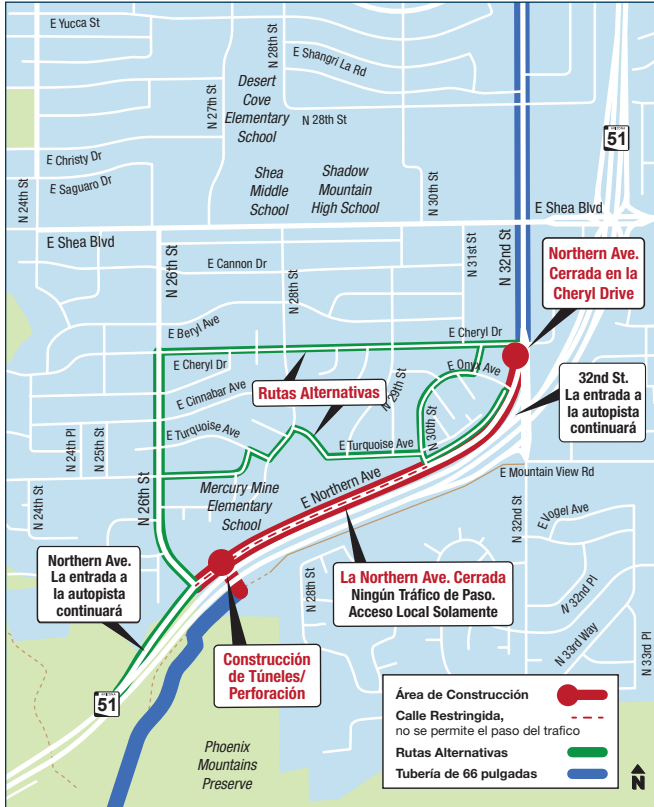 E Yucca St
N 28th St
E Shangri La Rd
N 27th St
Desert
Cove
Elementary
School
N 28th St
ARIZONA
51
E Christy Dr
E Saguaro Dr
N 24th St
Shea
Middle
School
Shadow
Mountain
High School
N 30th St
E Shea Blvd
E Shea Blvd
N 26th St
E Cannon Dr
N 28th St
N 31st St
N 32nd St
Northern Ave.
Cerrada en la
Cheryl Drive
E Beryl Ave
E Cheryl Dr
E Cheryl Dr
E Onyx Ave
E Cinnabar Ave
Rutas Alternativas
N 29th St
32nd St.
La entrada a
la autopista
continuará
N 24th Pl
N 25th St
E Turquoise Ave
E Turquoise Ave
N 30th St
E Mountain View Rd
N 24th St
N 26th St
Mercury Mine
Elementary
School
E Northern Ave
N 32nd St
E Vogel Ave
Northern Ave.
La entrada a
la autopista
continuará
La Northern Ave. Cerrada
Ningún Tráfico de Paso.
Acceso Local Solamente
N 28th St
N 32nd Pl
N 33rd Way
N 33rd Pl
Construcción
de Túneles/
Perforación
ARIZONA
51
Phoenix
Mountains
Preserve
Área de Construcción
Calle Restringida,
no se permite el paso del trafico
Rutas Alternativas
Tubería de 66 pulgadas
N